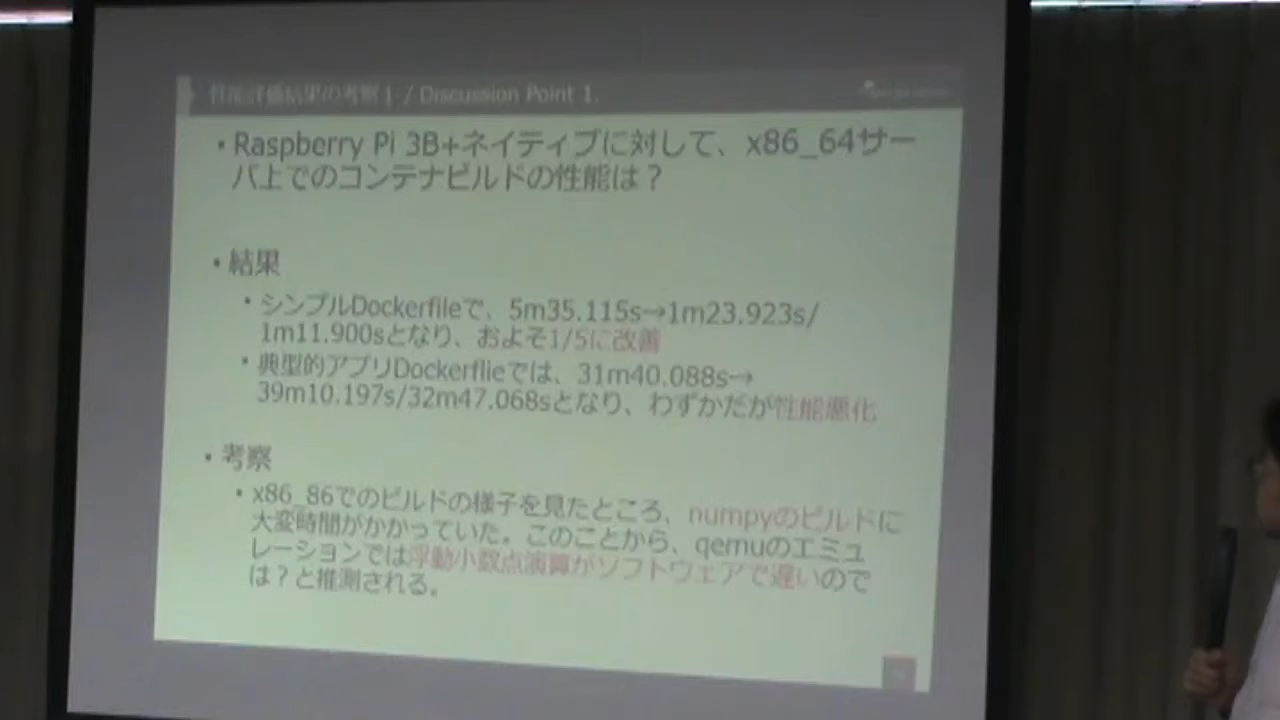 性能評価結果の考察1 / Discussion Point 1.
・Raspberry Pi 3B+ネイティブに対して、x86_64サー
バ上でのコンテナビルドの性能は？
・結果
・シンプルDockerfileで、5m35.115s→1m23.923s/
1m11.900sとなり、およそ1/5に改善
・典型的アプリDockerflieでは、31m40.088s→
39m10.197s/32m47.068sとなり、わずかだが性能悪化
・考察
・x86_86でのビルドの様子を見たところ、numpyのビルドに
大変時間がかかっていた。このことから、qemuのエミュ
レーションでは浮動小数点演算がソフトウェアで遅いので
は？と推測される。